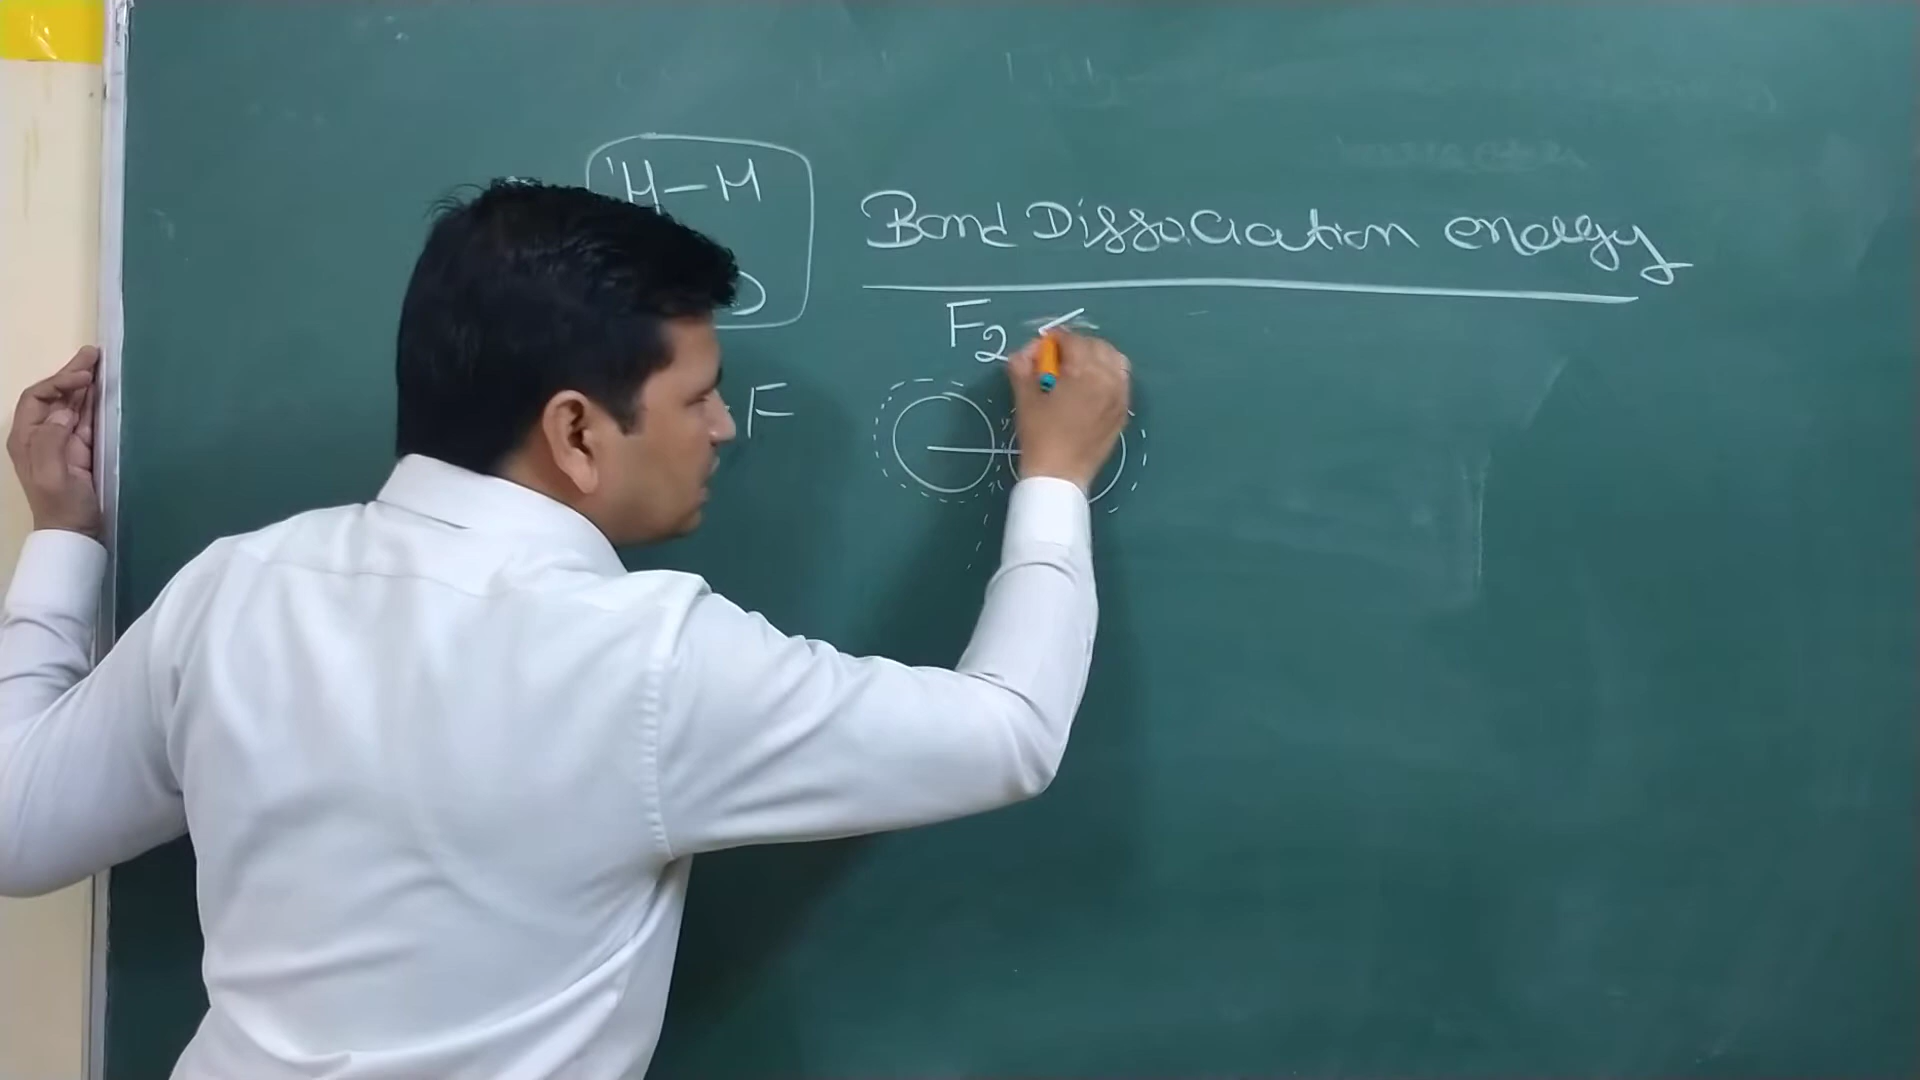 H-H
Bond Dissociation energy
D
F2 <
F